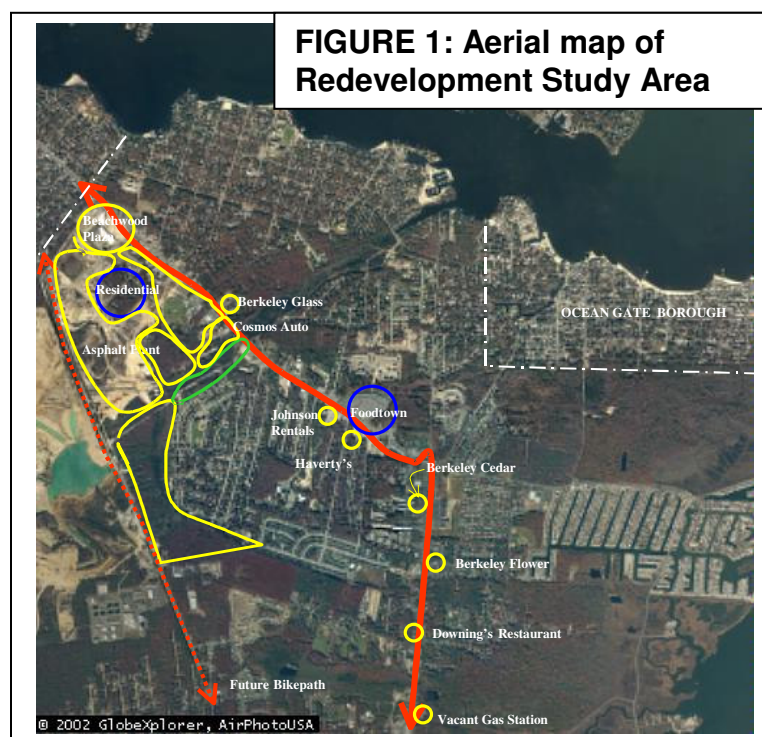 FIGURE 1: Aerial map of
Redevelopment Study Area
Beachwood
Plaza
Residential
Berkeley Glass
Cosmos Auto
OCEAN GATE BOROUGH
Asphalt Plant
Johnson
Rentals
Foodtown
Haverty's
Berkeley Cedar
Berkeley Flower
Downing's Restaurant
Future Bikepath
Vacant Gas Station
© 2002 GlobeXplorer, AirPhotoUSA